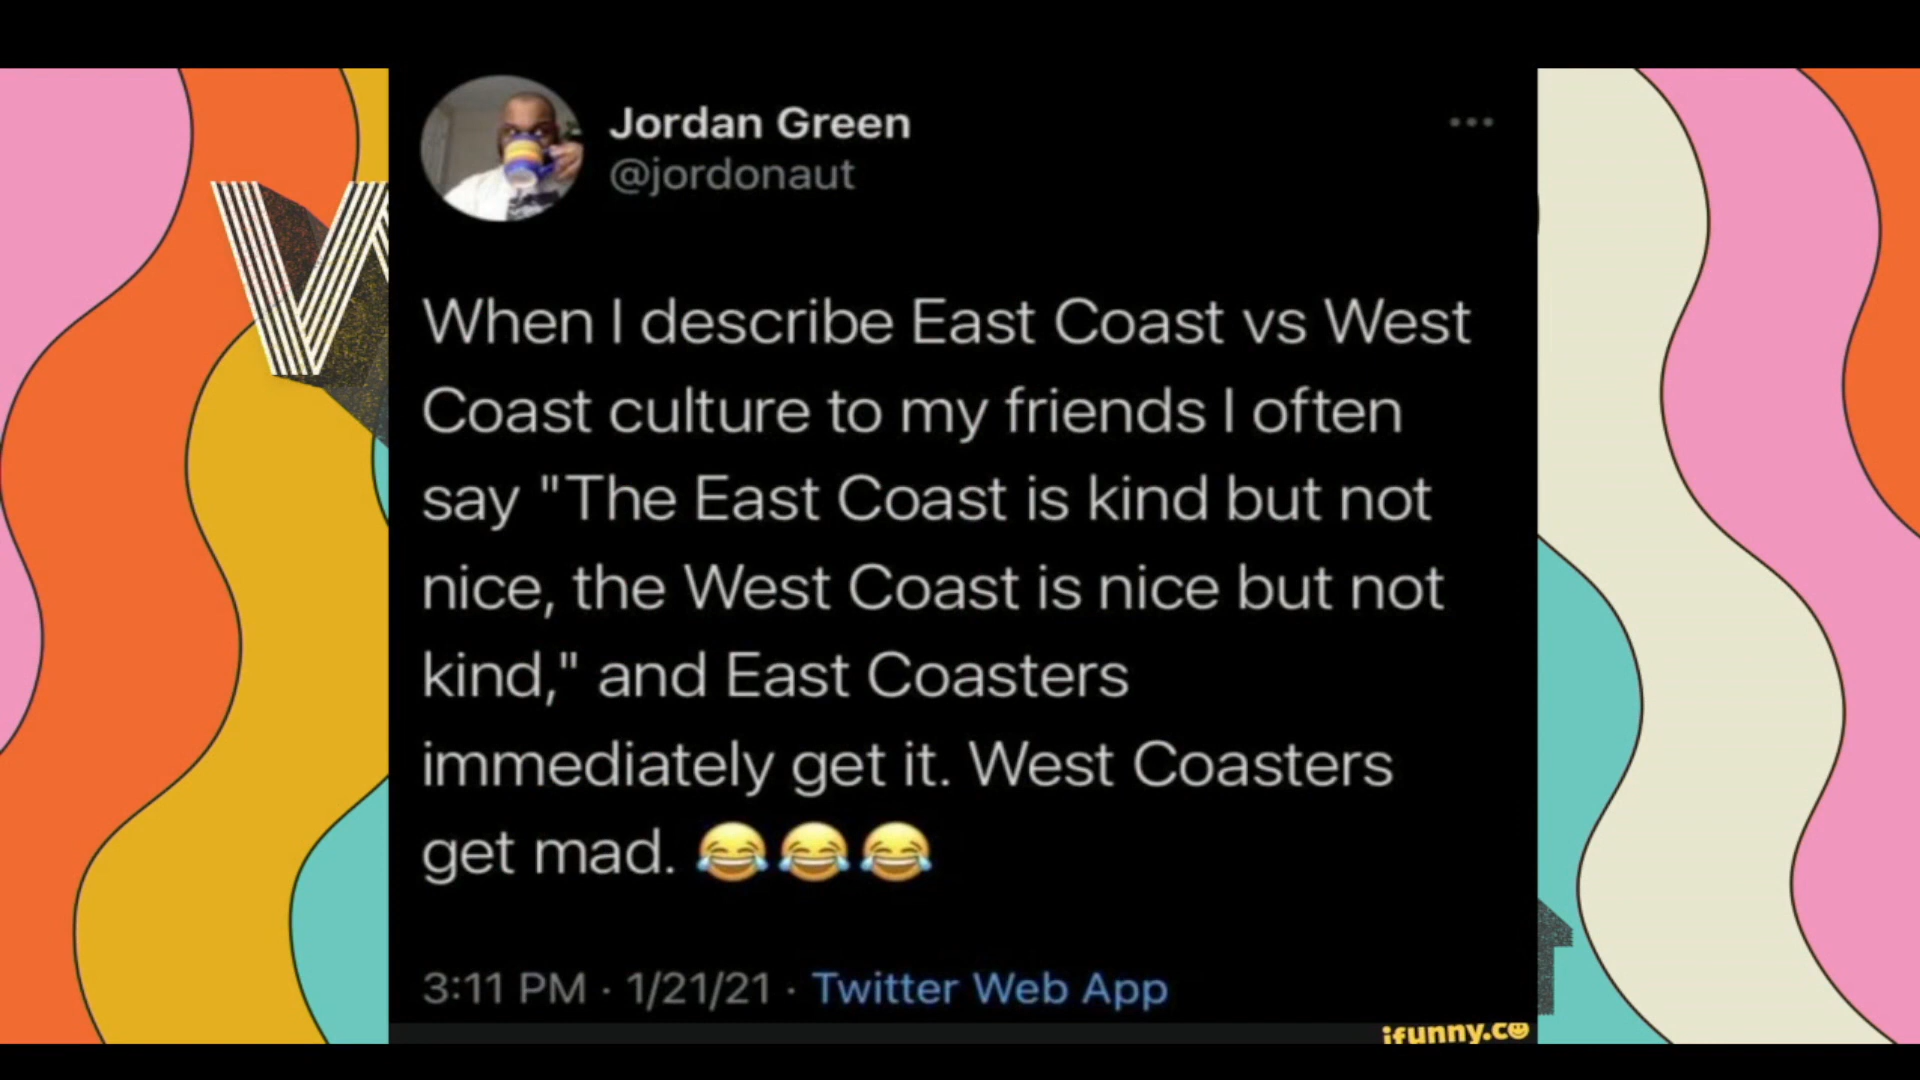 Jordan Green
@jordonaut
When I describe East Coast vs West
Coast culture to my friends I often
say "The East Coast is kind but not
nice, the West Coast is nice but not
kind," and East Coasters
immediately get it. West Coasters
get mad. 😂😂😂
3:11 PM · 1/21/21 · Twitter Web App
ifunny.co